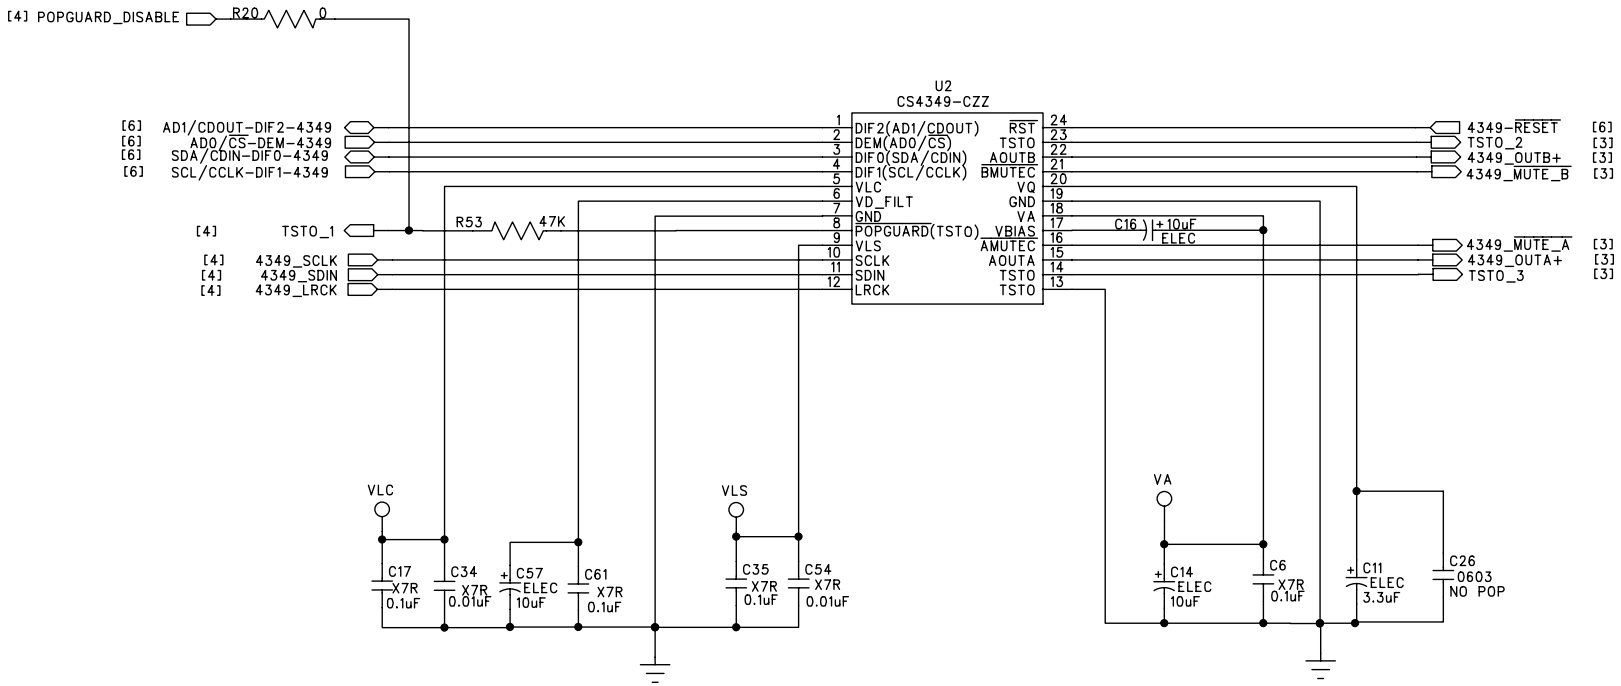 [4] POPGUARD_DISABLE R20 0
U2
CS4349-CZZ
[6] AD1/CDOUT-DIF2-4349
[6] AD0/CS-DEM-4349
[6] SDA/CDIN-DIF0-4349
[6] SCL/CCLK-DIF1-4349
[4] TSTO_1
R53 47K
[4] 4349_SCLK
[4] 4349_SDIN
[4] 4349_LRCK
1 DIF2(AD1/CDOUT)
2 DEM(AD0/CS)
3 DIF0(SDA/CDIN)
4 DIF1(SCL/CCLK)
5 VLC
6 VD_FILT
7 GND
8 POPGUARD(TSTO)
9 VLS
10 SCLK
11 SDIN
12 LRCK
RST 24
TSTO 23
AOUTB 22
BMUTEC 21
VQ 20
GND 19
VA 18
VBIAS 17
AMUTEC 16
AOUTA 15
TSTO 14
TSTO 13
C16 + 10uF
ELEC
4349-RESET [6]
TSTO_2 [3]
4349_OUTB+ [3]
4349_MUTE_B [3]
4349_MUTE_A [3]
4349_OUTA+ [3]
TSTO_3 [3]
VLC
C17
X7R
0.1uF
C34
X7R
0.01uF
+ C57
ELEC
10uF
C61
X7R
0.1uF
VLS
C35
X7R
0.1uF
C54
X7R
0.01uF
VA
+ C14
ELEC
10uF
C6
X7R
0.1uF
+ C11
ELEC
3.3uF
C26
0603
NO POP